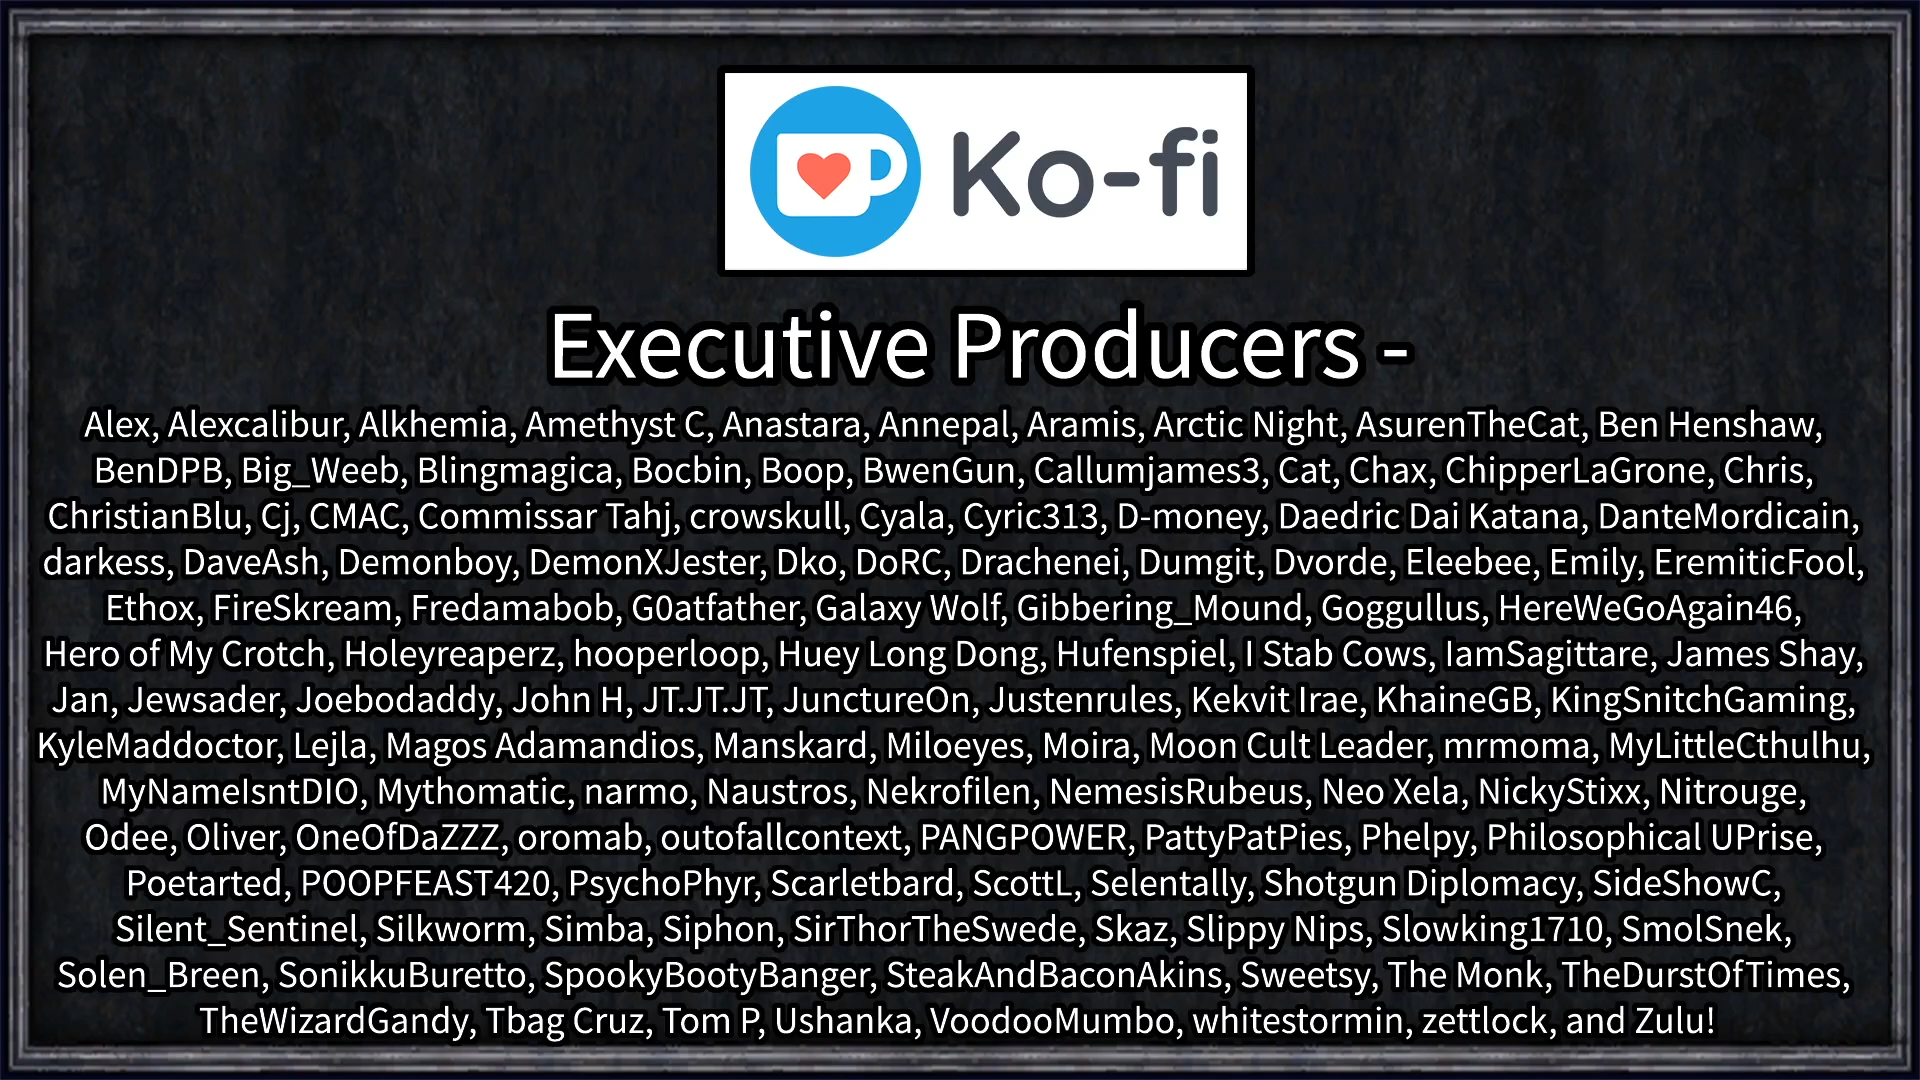 Ko-fi
Executive Producers -
Alex, Alexcalibur, Alkhemia, Amethyst C, Anastara, Annepal, Aramis, Arctic Night, AsurenTheCat, Ben Henshaw,
BenDPB, Big_Weeb, Blingmagica, Bocbin, Boop, BwenGun, Callumjames3, Cat, Chax, ChipperLaGrone, Chris,
ChristianBlu, Cj, CMAC, Commissar Tahj, crowskull, Cyala, Cyric313, D-money, Daedric Dai Katana, DanteMordicain,
darkess, DaveAsh, Demonboy, DemonXJester, Dko, DoRC, Drachenei, Dumgit, Dvorde, Eleebee, Emily, EremiticFool,
Ethox, FireSkream, Fredamabob, G0atfather, Galaxy Wolf, Gibbering_Mound, Goggullus, HereWeGoAgain46,
Hero of My Crotch, Holeyreaperz, hooperloop, Huey Long Dong, Hufenspiel, I Stab Cows, IamSagittare, James Shay,
Jan, Jewsader, Joebodaddy, John H, JT.JT.JT, JunctureOn, Justenrules, Kekvit Irae, KhaineGB, KingSnitchGaming,
KyleMaddoctor, Lejla, Magos Adamandios, Manskard, Miloeyes, Moira, Moon Cult Leader, mrmoma, MyLittleCthulhu,
MyNameIsntDIO, Mythomatic, narmo, Naustros, Nekrofilen, NemesisRubeus, Neo Xela, NickyStixx, Nitrouge,
Odee, Oliver, OneOfDaZZZ, oromab, outofallcontext, PANGPOWER, PattyPatPies, Phelpy, Philosophical UPrise,
Poetarted, POOPFEAST420, PsychoPhyr, Scarletbard, ScottL, Selentally, Shotgun Diplomacy, SideShowC,
Silent_Sentinel, Silkworm, Simba, Siphon, SirThorTheSwede, Skaz, Slippy Nips, Slowking1710, SmolSnek,
Solen_Breen, SonikkuBuretto, SpookyBootyBanger, SteakAndBaconAkins, Sweetsy, The Monk, TheDurstOfTimes,
TheWizardGandy, Tbag Cruz, Tom P, Ushanka, VoodooMumbo, whitestormin, zettlock, and Zulu!